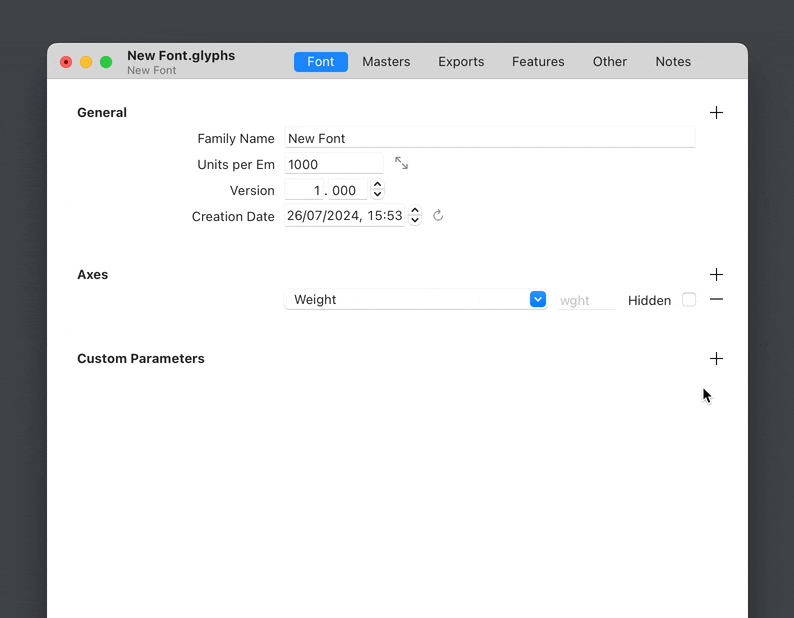 New Font.glyphs
New Font
Font Masters Exports Features Other Notes
General
Family Name New Font
Units per Em 1000
Version 1 . 000
Creation Date 26/07/2024, 15:53
Axes
Weight wght Hidden
Custom Parameters